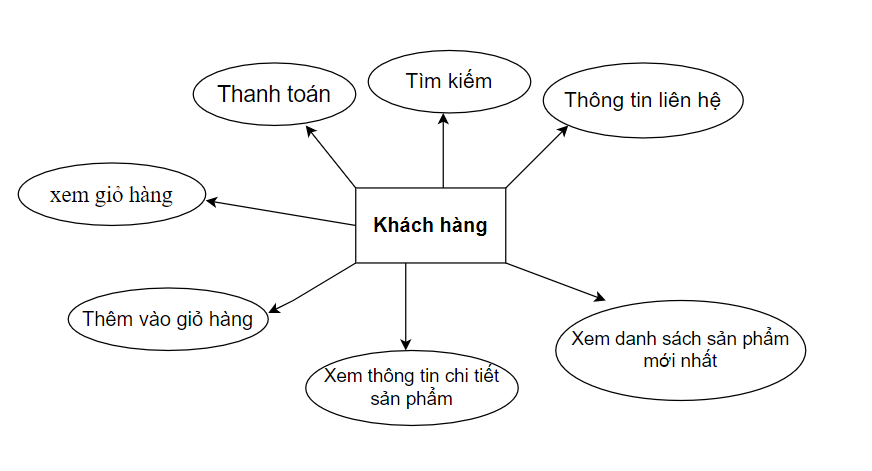 Thanh toán
Tìm kiếm
Thông tin liên hệ
xem giỏ hàng
Khách hàng
Thêm vào giỏ hàng
Xem thông tin chi tiết
sản phẩm
Xem danh sách sản phẩm
mới nhất